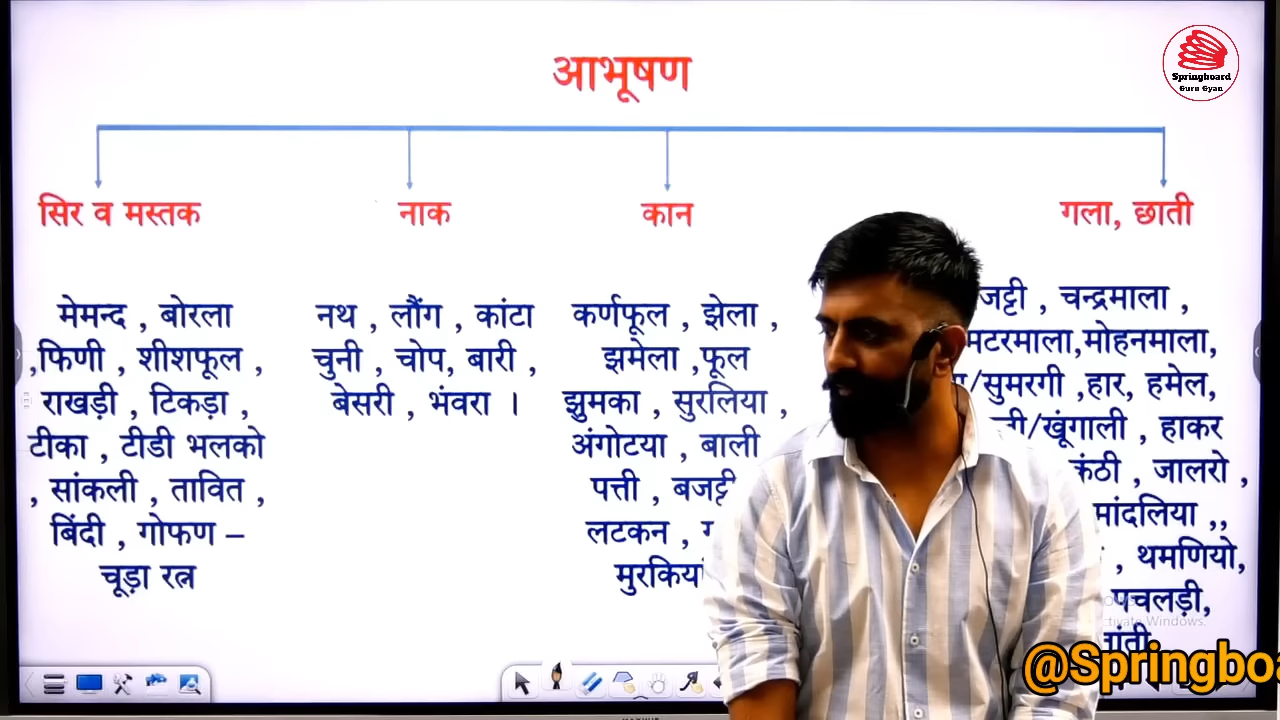 आभूषण
Springboard
Guru Gyan
सिर व मस्तक
मेमन्द , बोरला
,फिणी , शीशफूल ,
राखड़ी , टिकड़ा ,
टीका , टीडी भलको
, सांकली , तावित ,
बिंदी , गोफण –
चूड़ा रत्न
नाक
नथ , लौंग , कांटा
चुनी , चोप, बारी ,
बेसरी , भंवरा ।
कान
कर्णफूल , झेला ,
झमेला ,फूल
झुमका , सुरलिया ,
अंगोटया , बाली
पत्ती , बजट्टी
लटकन ,
मुरकियां
गला, छाती
जट्टी , चन्द्रमाला ,
मटरमाला,मोहनमाला,
/सुमरगी ,हार, हमेल,
/खूंगाली , हाकर
कंठी , जालरो ,
मांदलिया ,,
, थमणियो,
पचलड़ी,
Activate Windows.
@Springboa